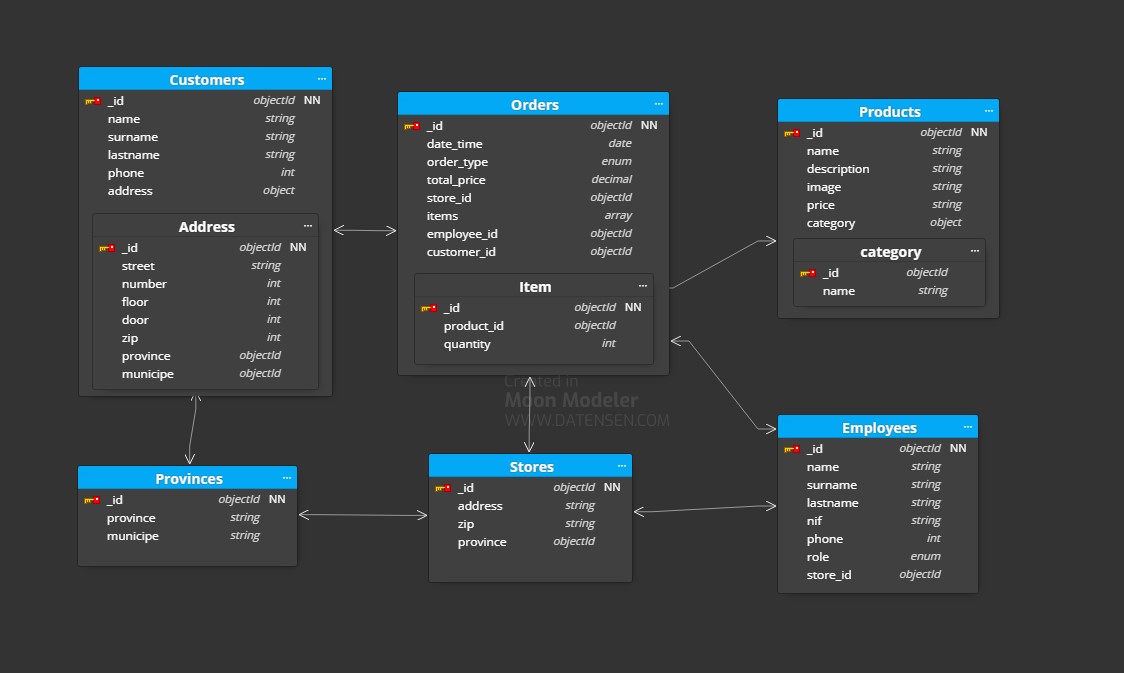 Customers ...
_id objectId NN
name string
surname string
lastname string
phone int
address object
Address ...
_id objectId NN
street string
number int
floor int
door int
zip int
province objectId
municipe objectId
Orders ...
_id objectId NN
date_time date
order_type enum
total_price decimal
store_id objectId
items array
employee_id objectId
customer_id objectId
Item ...
_id objectId NN
product_id objectId
quantity int
Products ...
_id objectId NN
name string
description string
image string
price string
category object
category ...
_id objectId
name string
Created in
Moon Modeler
WWW.DATENSEN.COM
Provinces ...
_id objectId NN
province string
municipe string
Stores ...
_id objectId NN
address string
zip string
province objectId
Employees ...
_id objectId NN
name string
surname string
lastname string
nif string
phone int
role enum
store_id objectId